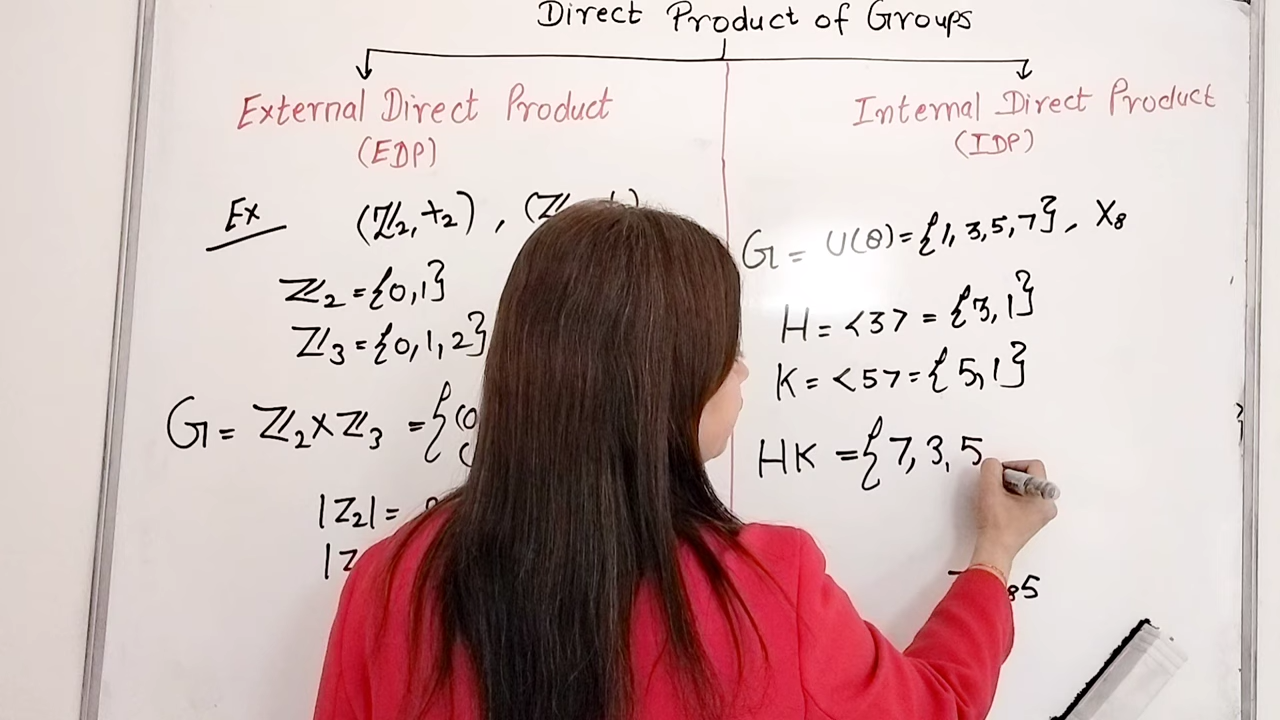 Direct Product of Groups
External Direct Product
(EDP)
Ex (ℤ₂, +₂) , (ℤ
ℤ₂ = {0, 1}
ℤ₃ = {0, 1, 2}
G = ℤ₂ × ℤ₃ = {(0
|Z₂| =
|Z
Internal Direct Product
(IDP)
G = U(8) = {1, 3, 5, 7} , X₈
H = <3> = {3, 1}
K = <5> = {5, 1}
HK = {7, 3, 5
₈5